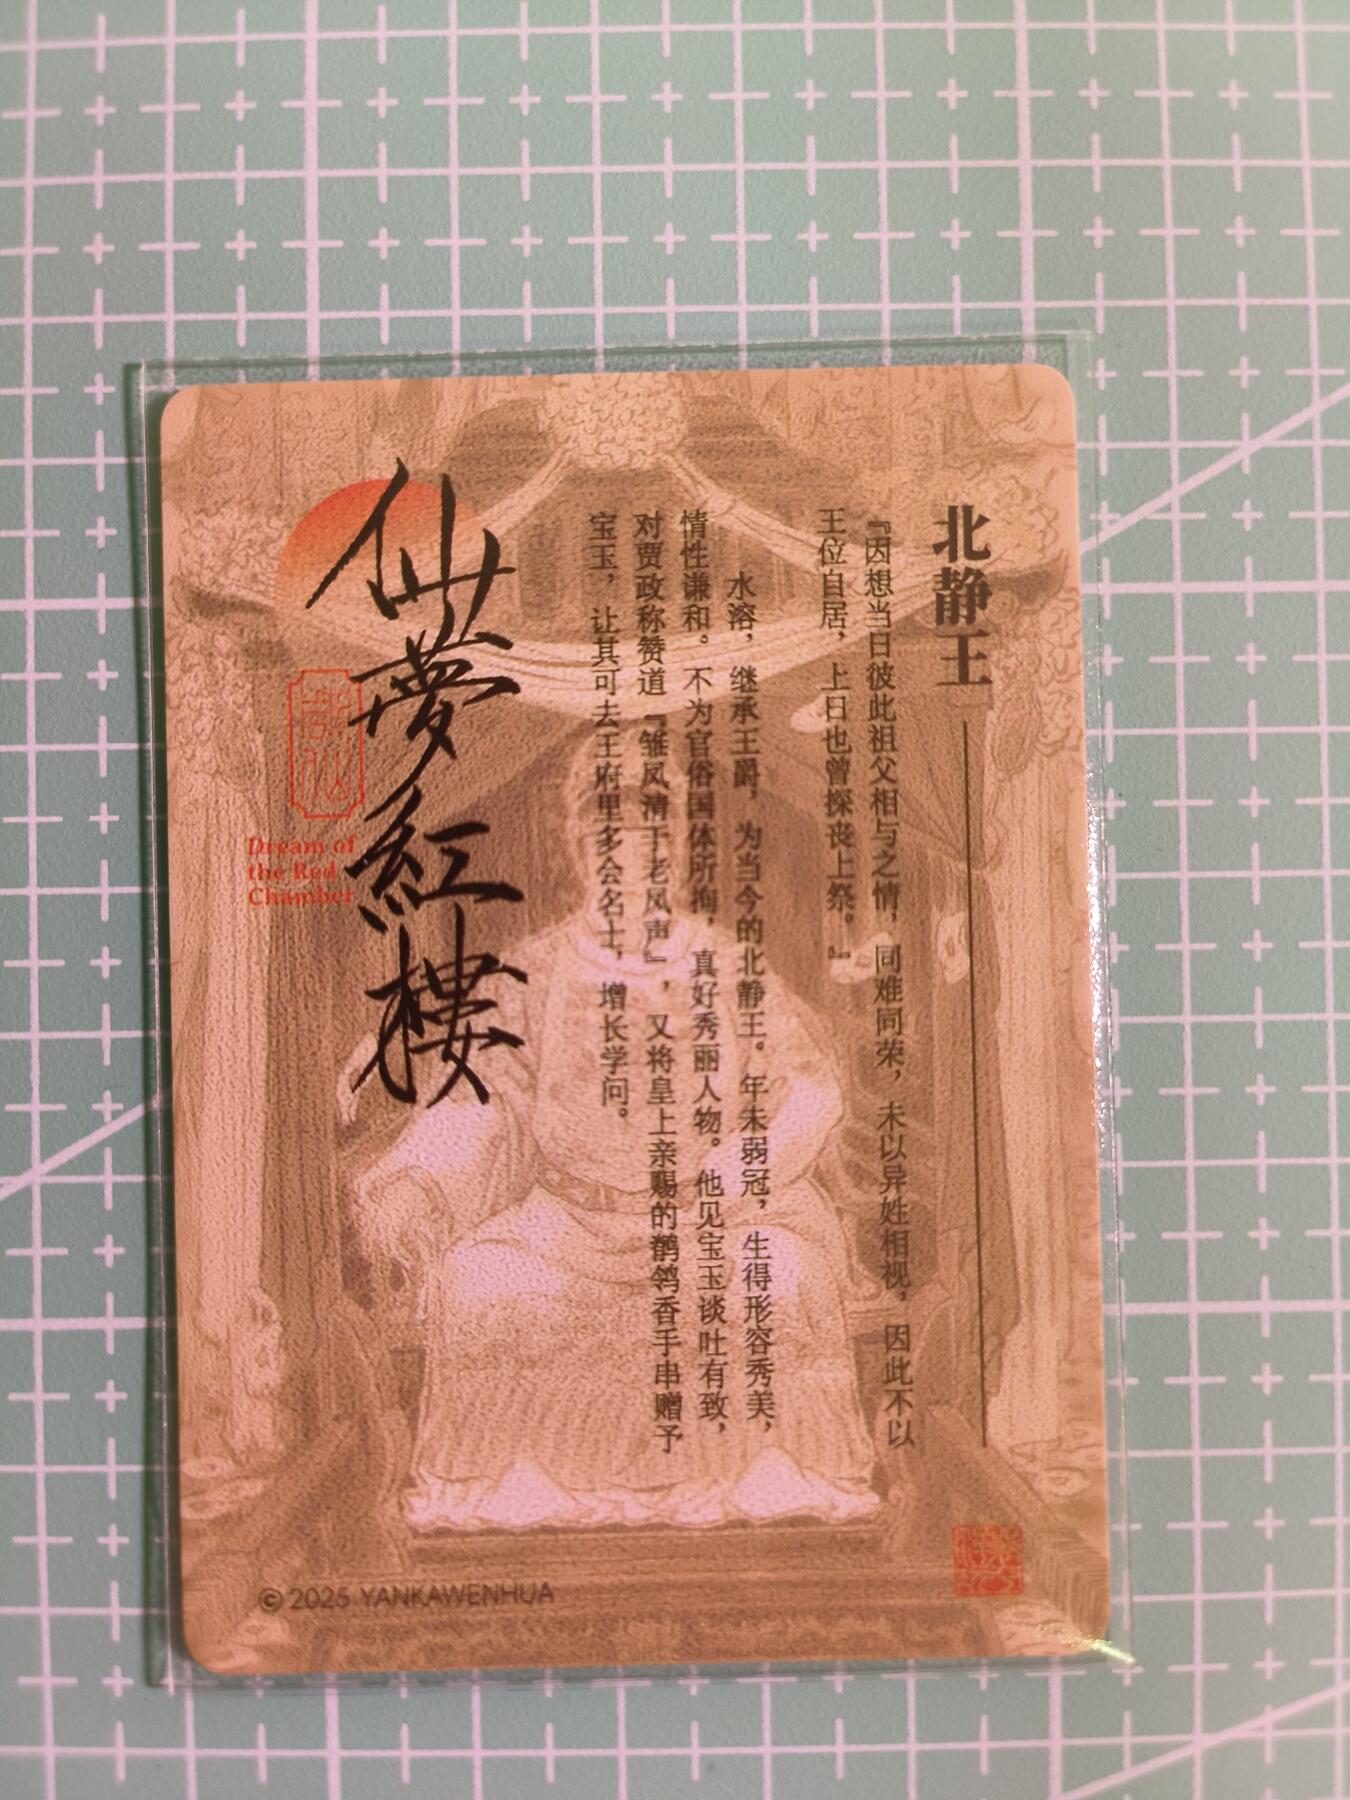 北静王
『因想当日彼此祖父相与之情，同难同荣，未以异姓相视，因此不以
王位自居，上日也曾探丧上祭。』
水溶，继承王爵，为当今的北静王。年未弱冠，生得形容秀美，
情性谦和。不为官俗国体所拘，真好秀丽人物。他见宝玉谈吐有致，
对贾政称赞道『雏凤清于老凤声』，又将皇上亲赐的鹡鸰香手串赠予
宝玉，让其可去王府里多会名士，增长学问。
仙夢紅樓
Dream of
the Red
Chamber
© 2025 YANKAWENHUA